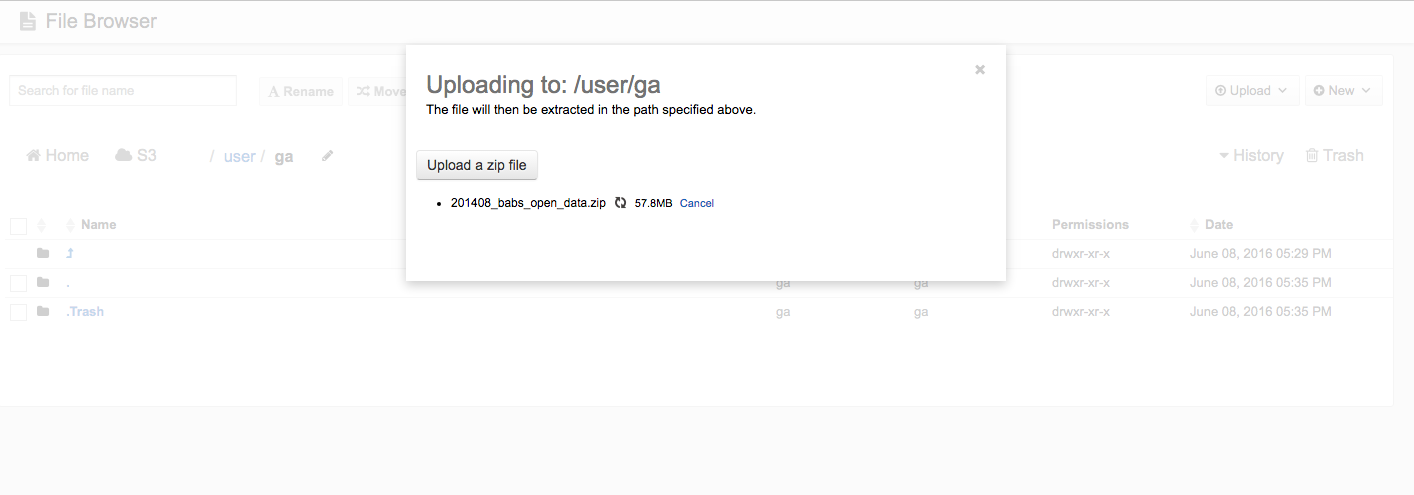 File Browser
Uploading to: /user/ga
The file will then be extracted in the path specified above.
Search for file name
Rename
Move
Upload
New
Upload a zip file
Home
S3
/ user / ga
History
Trash
201408_babs_open_data.zip 57.8MB Cancel
Name
Permissions
Date
drwxr-xr-x June 08, 2016 05:29 PM
. ga ga drwxr-xr-x June 08, 2016 05:35 PM
.Trash ga ga drwxr-xr-x June 08, 2016 05:35 PM